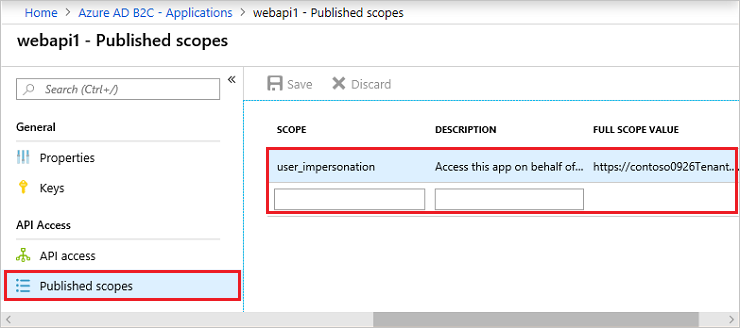 Home > Azure AD B2C - Applications > webapi1 - Published scopes
webapi1 - Published scopes
Search (Ctrl+/)
«
Save Discard
General
Properties
Keys
API Access
API access
Published scopes
SCOPE DESCRIPTION FULL SCOPE VALUE
user_impersonation Access this app on behalf of... https://contoso0926Tenant....